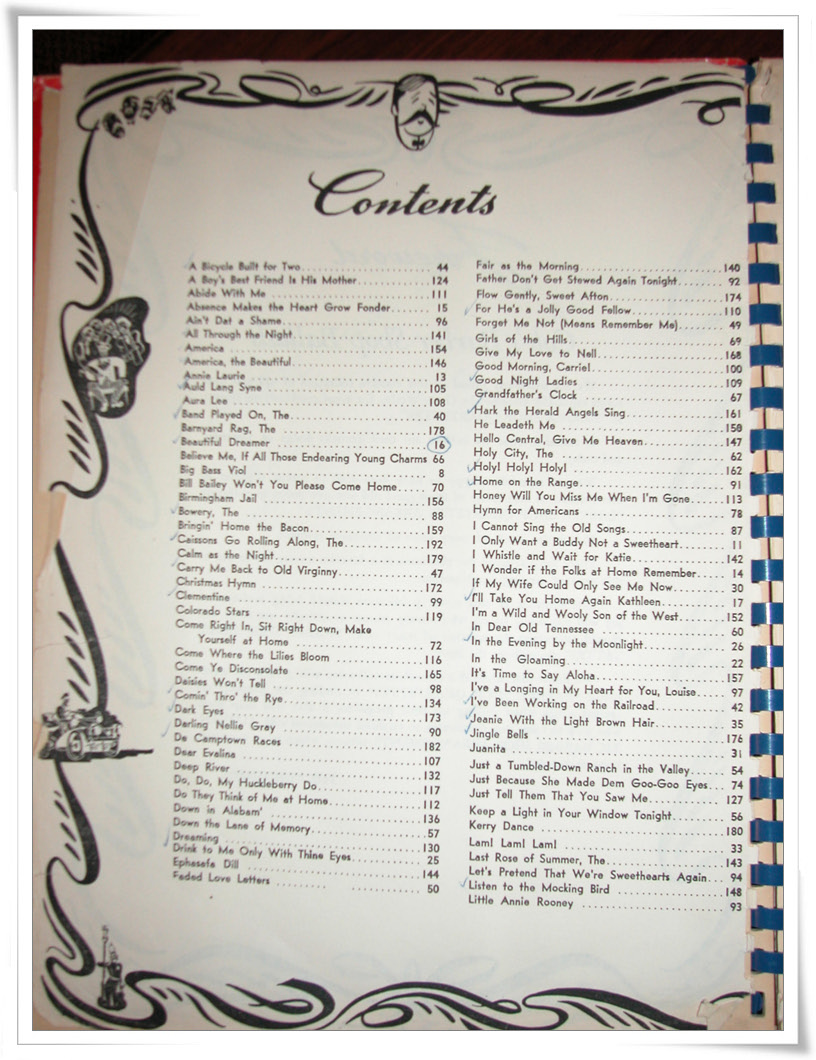 Contents
A Bicycle Built for Two 44
A Boy's Best Friend Is His Mother 124
Abide With Me 111
Absence Makes the Heart Grow Fonder 15
Ain't Dat a Shame 96
All Through the Night 141
America 154
America, the Beautiful 146
Annie Laurie 13
Auld Lang Syne 105
Aura Lee 108
Band Played On, The 40
Barnyard Rag, The 178
Beautiful Dreamer 16
Believe Me, If All Those Endearing Young Charms 66
Big Bass Viol 8
Bill Bailey Won't You Please Come Home 70
Birmingham Jail 156
Bowery, The 88
Bringin' Home the Bacon 159
Caissons Go Rolling Along, The 192
Calm as the Night 179
Carry Me Back to Old Virginny 47
Christmas Hymn 172
Clementine 99
Colorado Stars 119
Come Right In, Sit Right Down, Make
Yourself at Home 72
Come Where the Lilies Bloom 116
Come Ye Disconsolate 165
Daisies Won't Tell 98
Comin' Thro' the Rye 134
Dark Eyes 173
Darling Nellie Gray 90
De Camptown Races 182
Dear Evalina 107
Deep River 132
Do, Do, My Huckleberry Do 117
Do They Think of Me at Home 112
Down in Alabam' 136
Down the Lane of Memory 57
Dreaming 130
Drink to Me Only With Thine Eyes 25
Ephasafa Dill 144
Faded Love Letters 50
Fair as the Morning 140
Father Don't Get Stewed Again Tonight 92
Flow Gently, Sweet Afton 174
For He's a Jolly Good Fellow 110
Forget Me Not (Means Remember Me) 49
Girls of the Hills 69
Give My Love to Nell 168
Good Morning, Carrie! 100
Good Night Ladies 109
Grandfather's Clock 67
Hark the Herald Angels Sing 161
He Leadeth Me 158
Hello Central, Give Me Heaven 147
Holy City, The 62
Holy! Holy! Holy! 162
Home on the Range 91
Honey Will You Miss Me When I'm Gone 113
Hymn for Americans 78
I Cannot Sing the Old Songs 87
I Only Want a Buddy Not a Sweetheart 11
I Whistle and Wait for Katie 142
I Wonder if the Folks at Home Remember 14
If My Wife Could Only See Me Now 30
I'll Take You Home Again Kathleen 17
I'm a Wild and Wooly Son of the West 152
In Dear Old Tennessee 60
In the Evening by the Moonlight 26
In the Gloaming 22
It's Time to Say Aloha 157
I've a Longing in My Heart for You, Louise 97
I've Been Working on the Railroad 42
Jeanie With the Light Brown Hair 35
Jingle Bells 176
Juanita 31
Just a Tumbled-Down Ranch in the Valley 54
Just Because She Made Dem Goo-Goo Eyes 74
Just Tell Them That You Saw Me 127
Keep a Light in Your Window Tonight 56
Kerry Dance 180
Lam! Lam! Lam! 33
Last Rose of Summer, The 143
Let's Pretend That We're Sweethearts Again 94
Listen to the Mocking Bird 148
Little Annie Rooney 93